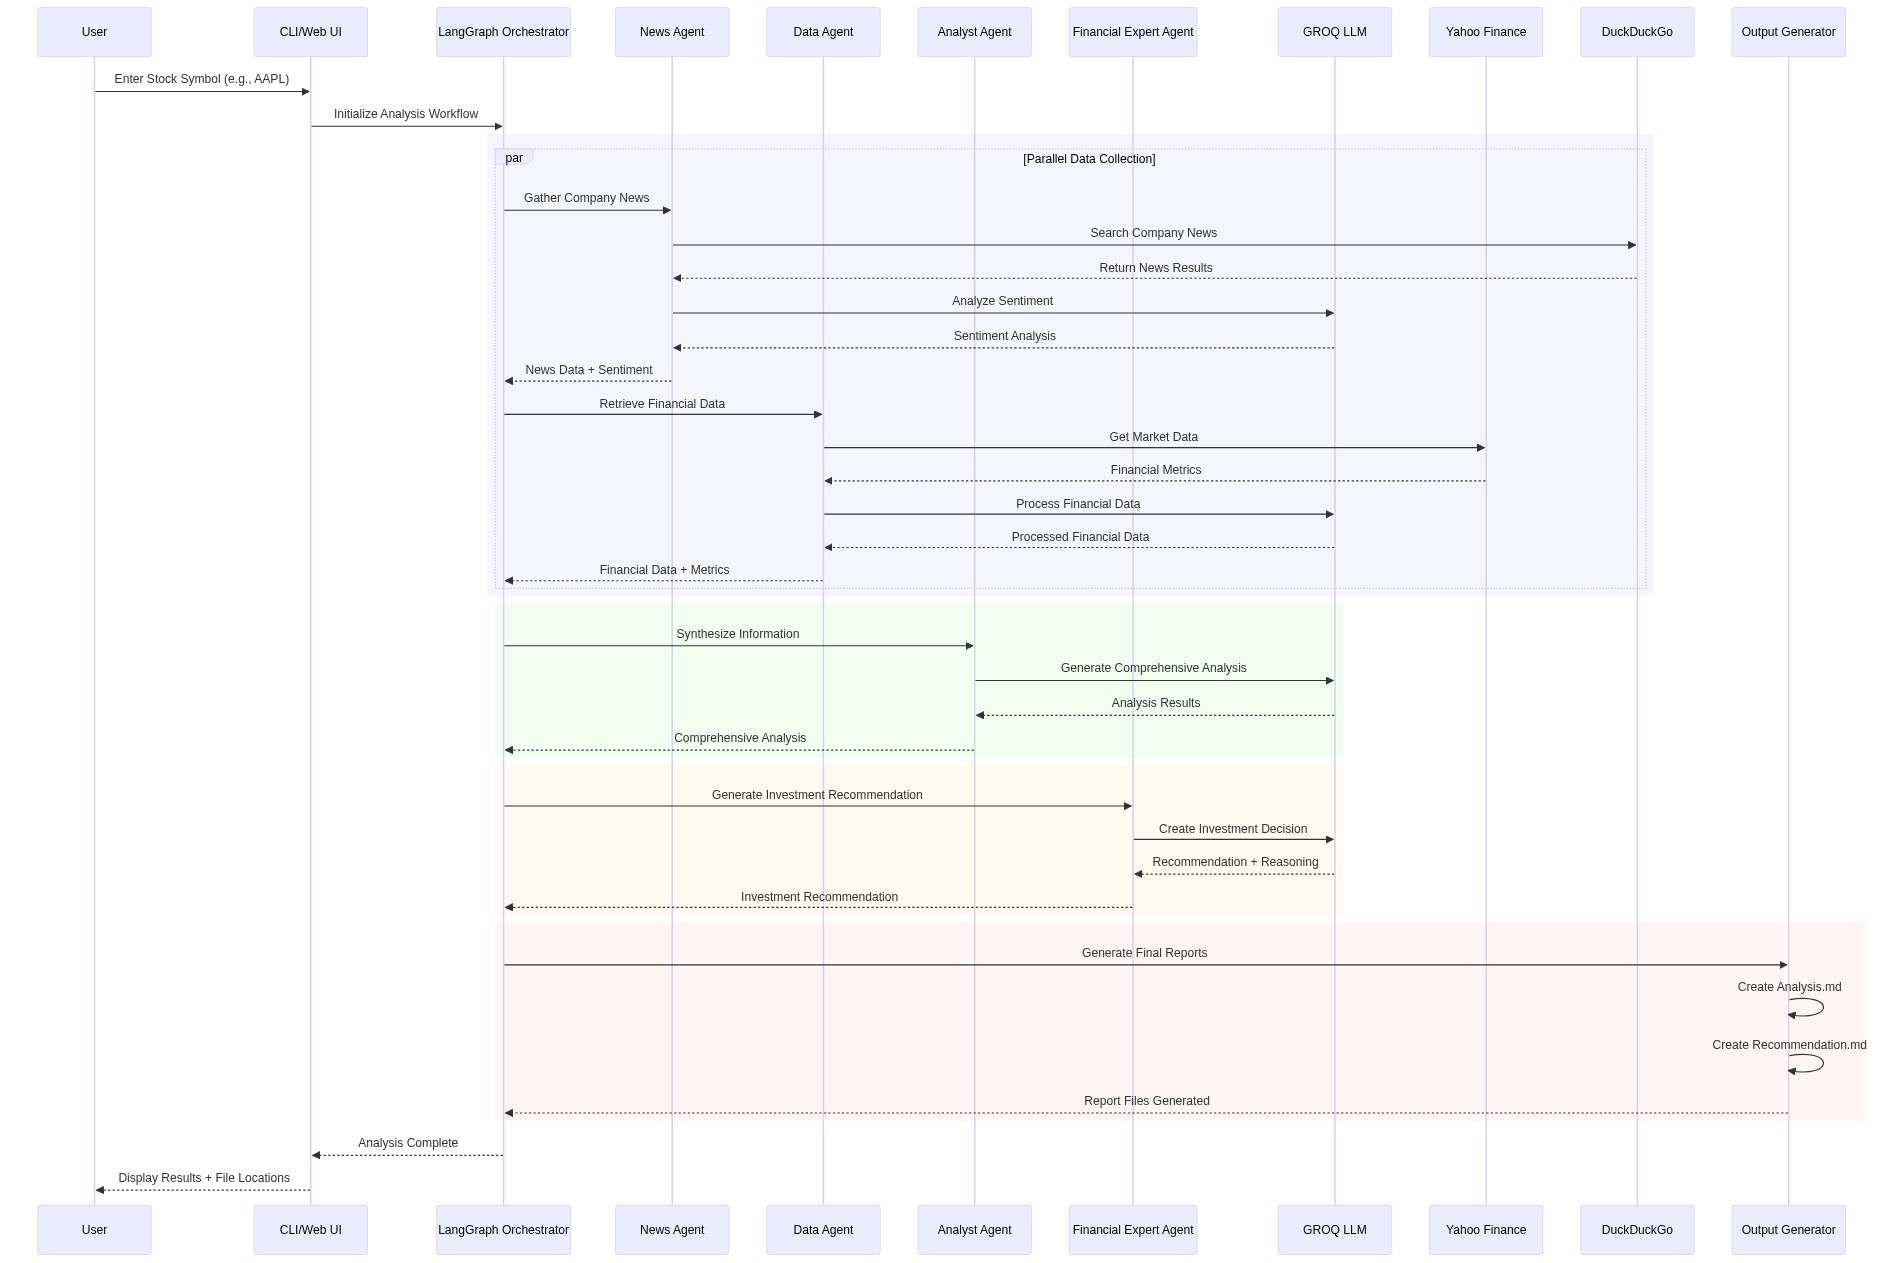 User
CLI/Web UI
LangGraph Orchestrator
News Agent
Data Agent
Analyst Agent
Financial Expert Agent
GROQ LLM
Yahoo Finance
DuckDuckGo
Output Generator
Enter Stock Symbol (e.g., AAPL)
Initialize Analysis Workflow
par
[Parallel Data Collection]
Gather Company News
Search Company News
Return News Results
Analyze Sentiment
Sentiment Analysis
News Data + Sentiment
Retrieve Financial Data
Get Market Data
Financial Metrics
Process Financial Data
Processed Financial Data
Financial Data + Metrics
Synthesize Information
Generate Comprehensive Analysis
Analysis Results
Comprehensive Analysis
Generate Investment Recommendation
Create Investment Decision
Recommendation + Reasoning
Investment Recommendation
Generate Final Reports
Create Analysis.md
Create Recommendation.md
Report Files Generated
Analysis Complete
Display Results + File Locations
User
CLI/Web UI
LangGraph Orchestrator
News Agent
Data Agent
Analyst Agent
Financial Expert Agent
GROQ LLM
Yahoo Finance
DuckDuckGo
Output Generator